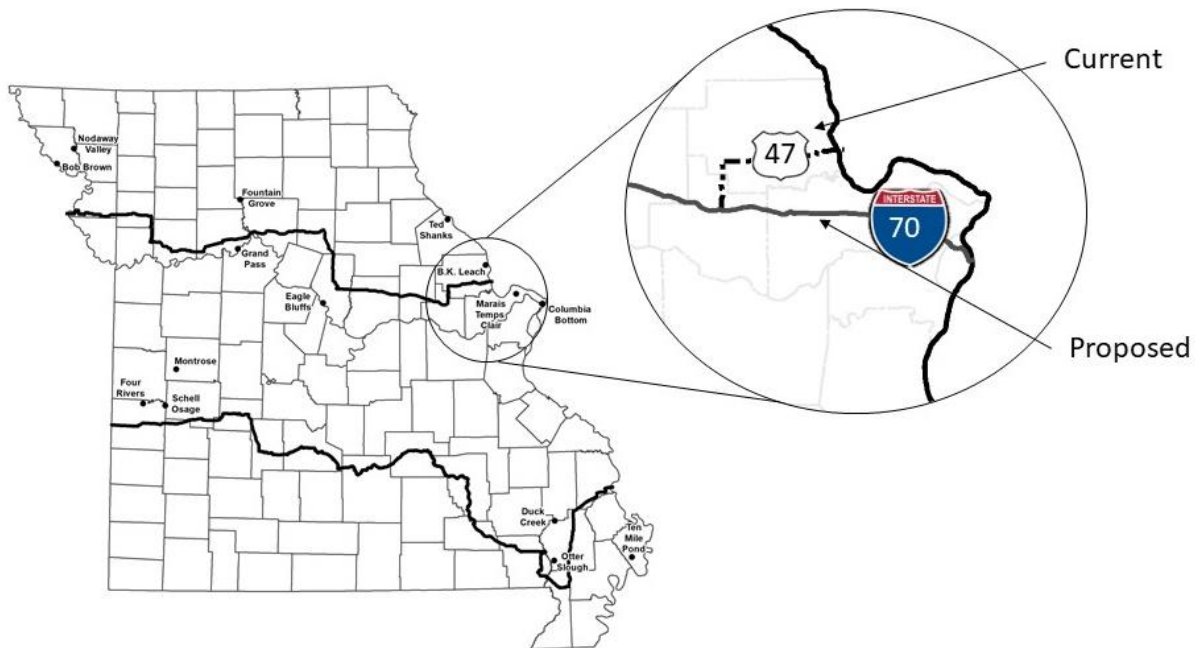 Nodaway
Valley
Bob Brown
Fountain
Grove
Ted
Shanks
Grand
Pass
B.K. Leach
Eagle
Bluffs
Marais
Temps
Clair
Columbia
Bottom
Montrose
Four
Rivers
Schell
Osage
Duck
Creek
Ten
Mile
Pond
Otter
Slough
Current
47
INTERSTATE
70
Proposed